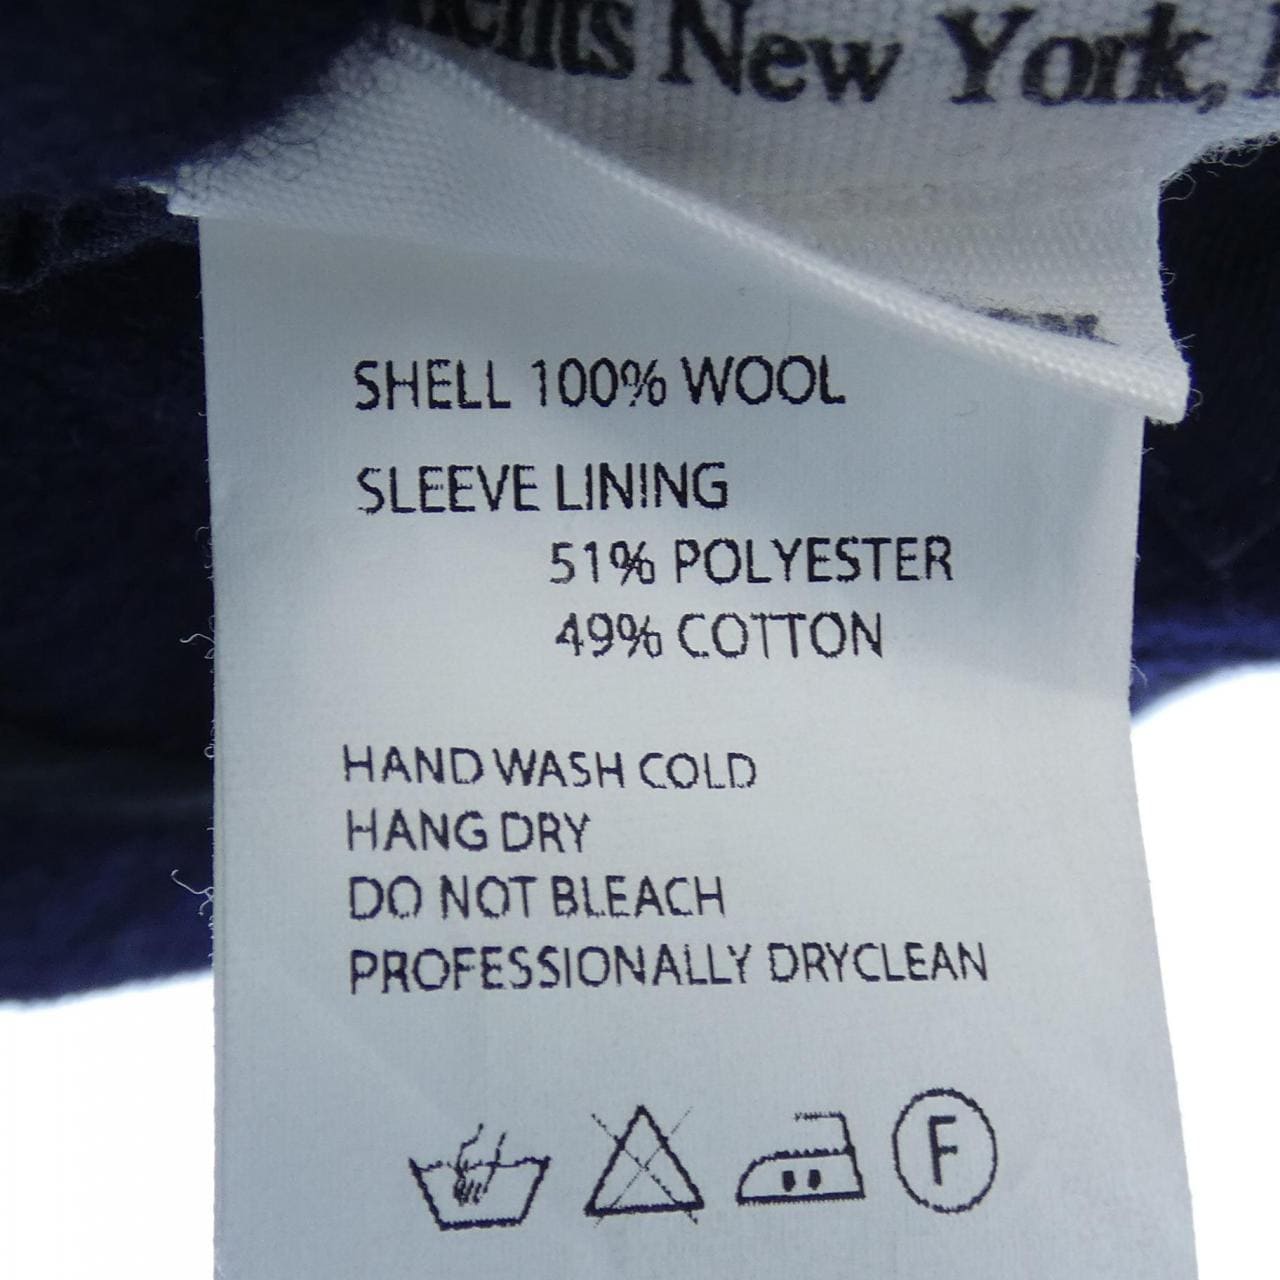 New York,
SHELL 100% WOOL
SLEEVE LINING
51% POLYESTER
49% COTTON
HAND WASH COLD
HANG DRY
DO NOT BLEACH
PROFESSIONALLY DRYCLEAN
F